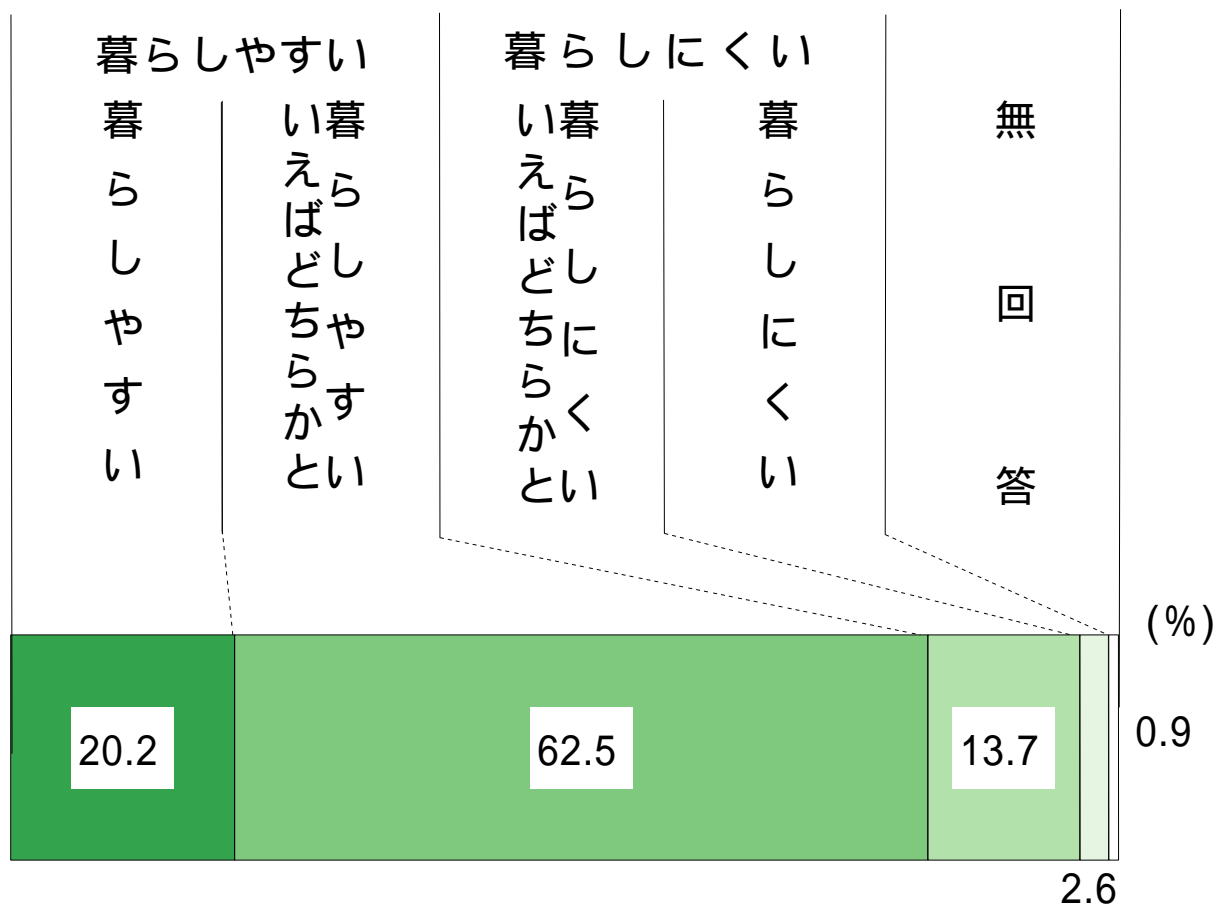 暮らしやすい
暮らしにくい
暮らしやすい
暮らしやすい
いえばどちらかと
暮らしにくい
いえばどちらかと
暮らしにくい
無回答
(%)
20.2
62.5
13.7
0.9
2.6